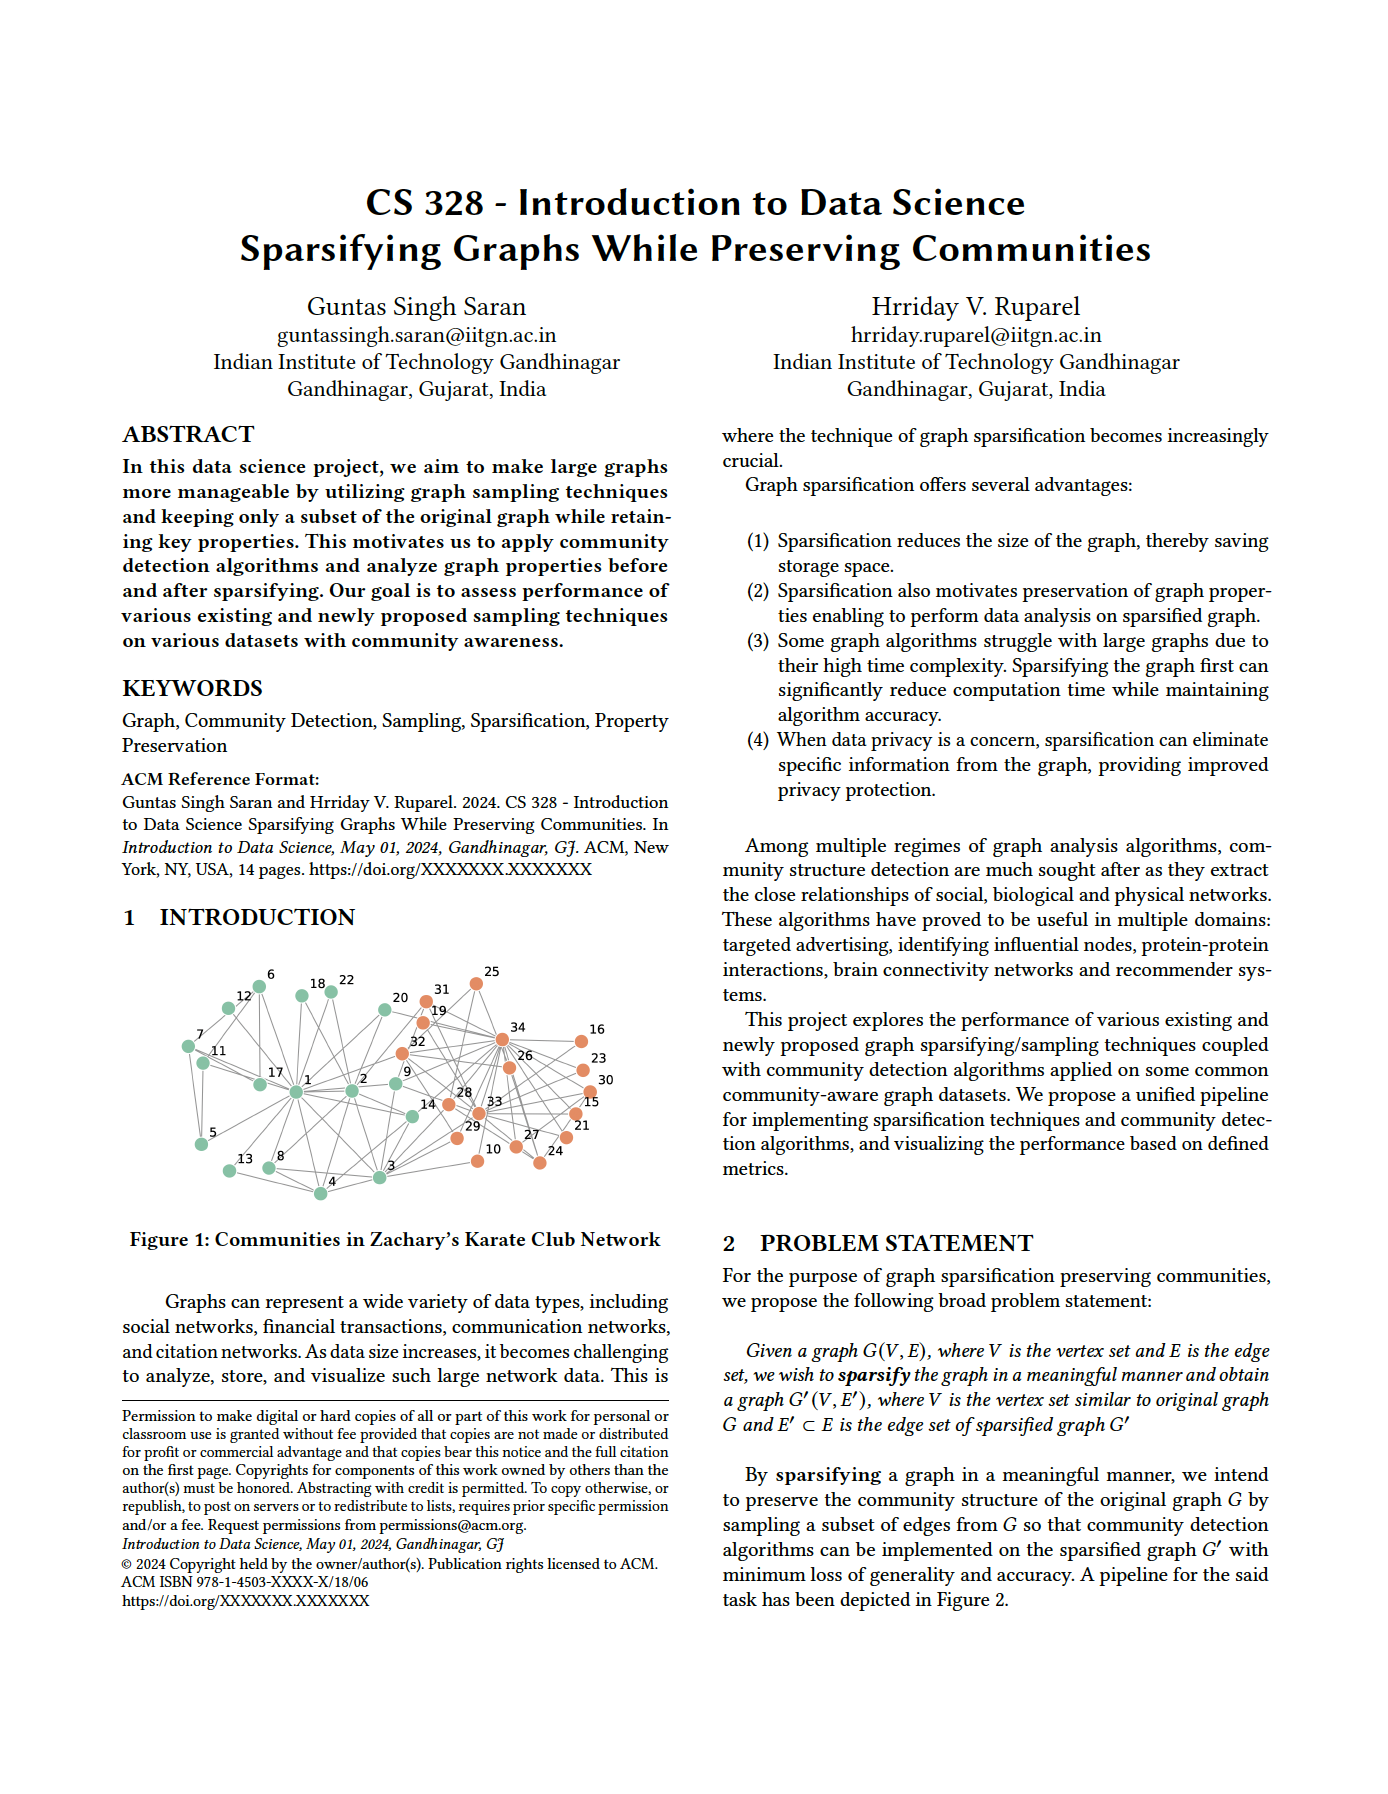 CS 328 - Introduction to Data Science
Sparsifying Graphs While Preserving Communities
Guntas Singh Saran
guntassingh.saran@iitgn.ac.in
Indian Institute of Technology Gandhinagar
Gandhinagar, Gujarat, India
Hrriday V. Ruparel
hrriday.ruparel@iitgn.ac.in
Indian Institute of Technology Gandhinagar
Gandhinagar, Gujarat, India
ABSTRACT
In this data science project, we aim to make large graphs
more manageable by utilizing graph sampling techniques
and keeping only a subset of the original graph while retain-
ing key properties. This motivates us to apply community
detection algorithms and analyze graph properties before
and after sparsifying. Our goal is to assess performance of
various existing and newly proposed sampling techniques
on various datasets with community awareness.
KEYWORDS
Graph, Community Detection, Sampling, Sparsification, Property
Preservation
ACM Reference Format:
Guntas Singh Saran and Hrriday V. Ruparel. 2024. CS 328 - Introduction
to Data Science Sparsifying Graphs While Preserving Communities. In
Introduction to Data Science, May 01, 2024, Gandhinagar, GJ. ACM, New
York, NY, USA, 14 pages. https://doi.org/XXXXXXX.XXXXXXX
1 INTRODUCTION
6
25
18
22
31
12
20
19
34
16
7
32
11
26
23
17
1
2
9
30
28
33
15
14
29
21
5
27
10
24
13
8
3
4
Figure 1: Communities in Zachary's Karate Club Network
Graphs can represent a wide variety of data types, including
social networks, financial transactions, communication networks,
and citation networks. As data size increases, it becomes challenging
to analyze, store, and visualize such large network data. This is
Permission to make digital or hard copies of all or part of this work for personal or
classroom use is granted without fee provided that copies are not made or distributed
for profit or commercial advantage and that copies bear this notice and the full citation
on the first page. Copyrights for components of this work owned by others than the
author(s) must be honored. Abstracting with credit is permitted. To copy otherwise, or
republish, to post on servers or to redistribute to lists, requires prior specific permission
and/or a fee. Request permissions from permissions@acm.org.
Introduction to Data Science, May 01, 2024, Gandhinagar, GJ
© 2024 Copyright held by the owner/author(s). Publication rights licensed to ACM.
ACM ISBN 978-1-4503-XXXX-X/18/06
https://doi.org/XXXXXXX.XXXXXXX
where the technique of graph sparsification becomes increasingly
crucial.
Graph sparsification offers several advantages:
(1) Sparsification reduces the size of the graph, thereby saving
storage space.
(2) Sparsification also motivates preservation of graph proper-
ties enabling to perform data analysis on sparsified graph.
(3) Some graph algorithms struggle with large graphs due to
their high time complexity. Sparsifying the graph first can
significantly reduce computation time while maintaining
algorithm accuracy.
(4) When data privacy is a concern, sparsification can eliminate
specific information from the graph, providing improved
privacy protection.
Among multiple regimes of graph analysis algorithms, com-
munity structure detection are much sought after as they extract
the close relationships of social, biological and physical networks.
These algorithms have proved to be useful in multiple domains:
targeted advertising, identifying influential nodes, protein-protein
interactions, brain connectivity networks and recommender sys-
tems.
This project explores the performance of various existing and
newly proposed graph sparsifying/sampling techniques coupled
with community detection algorithms applied on some common
community-aware graph datasets. We propose a unified pipeline
for implementing sparsification techniques and community detec-
tion algorithms, and visualizing the performance based on defined
metrics.
2 PROBLEM STATEMENT
For the purpose of graph sparsification preserving communities,
we propose the following broad problem statement:
Given a graph G(V, E), where V is the vertex set and E is the edge
set, we wish to sparsify the graph in a meaningful manner and obtain
a graph G′(V, E′), where V is the vertex set similar to original graph
G and E′ ⊂ E is the edge set of sparsified graph G′
By sparsifying a graph in a meaningful manner, we intend
to preserve the community structure of the original graph G by
sampling a subset of edges from G so that community detection
algorithms can be implemented on the sparsified graph G′ with
minimum loss of generality and accuracy. A pipeline for the said
task has been depicted in Figure 2.